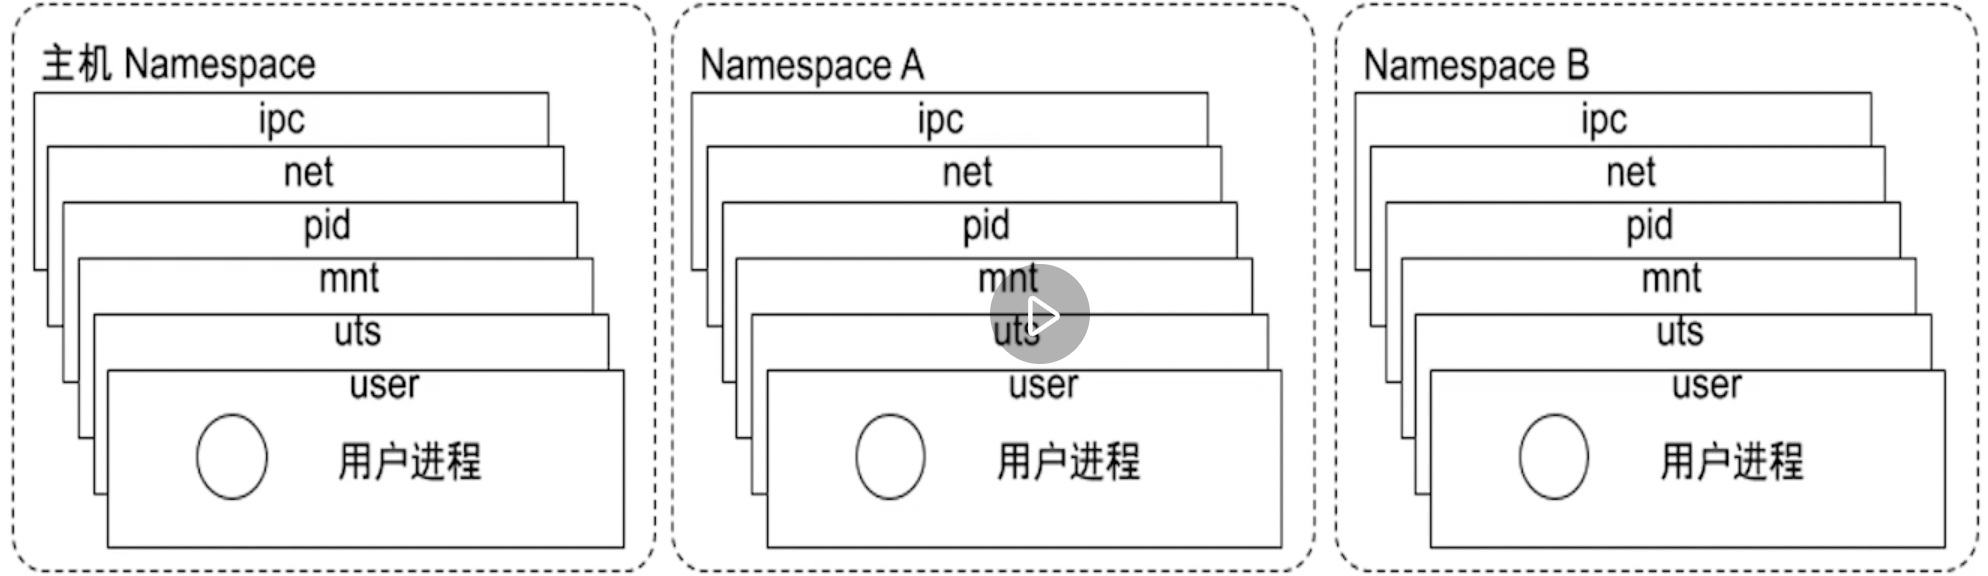 主机 Namespace
ipc
net
pid
mnt
uts
user
用户进程
Namespace A
ipc
net
pid
mnt
uts
user
用户进程
Namespace B
ipc
net
pid
mnt
uts
user
用户进程